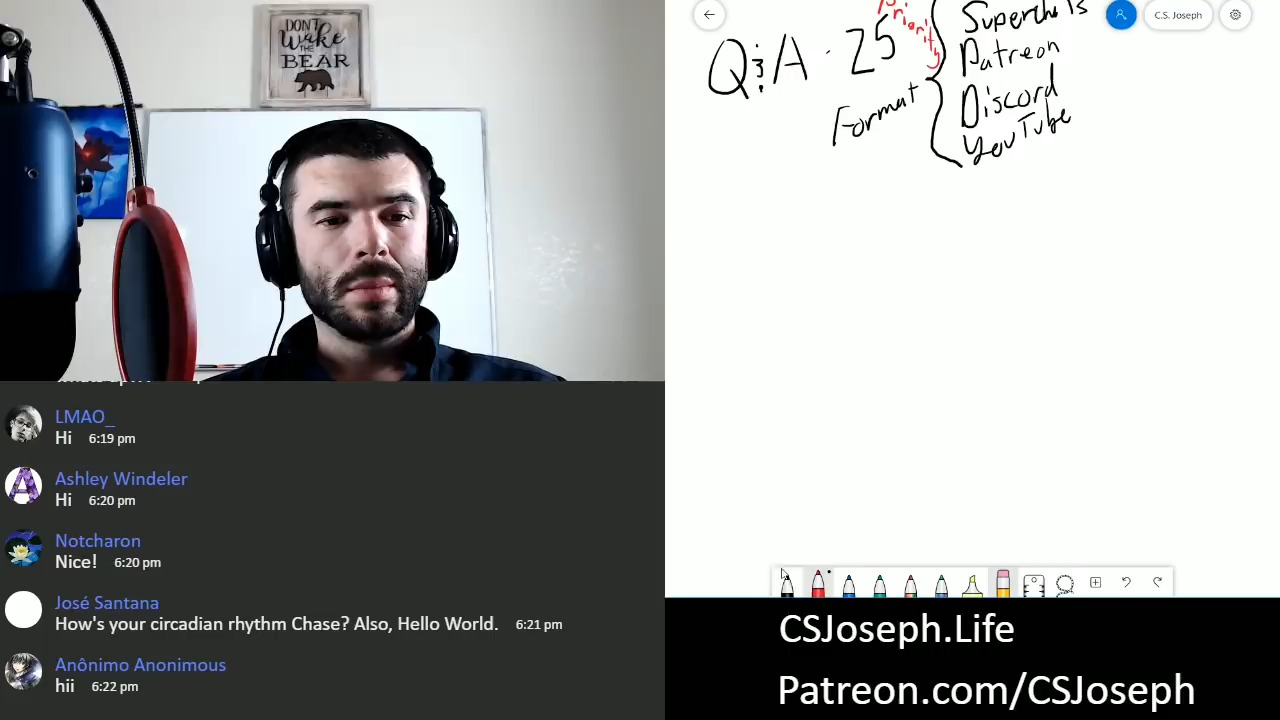 DON'T
Wake
THE
BEAR
Q&A · 25
Priority
Format
Superchats
Patreon
Discord
YouTube
C.S. Joseph
LMAO_
Hi 6:19 pm
Ashley Windeler
Hi 6:20 pm
Notcharon
Nice! 6:20 pm
José Santana
How's your circadian rhythm Chase? Also, Hello World. 6:21 pm
Anônimo Anonimous
hii 6:22 pm
CSJoseph.Life
Patreon.com/CSJoseph